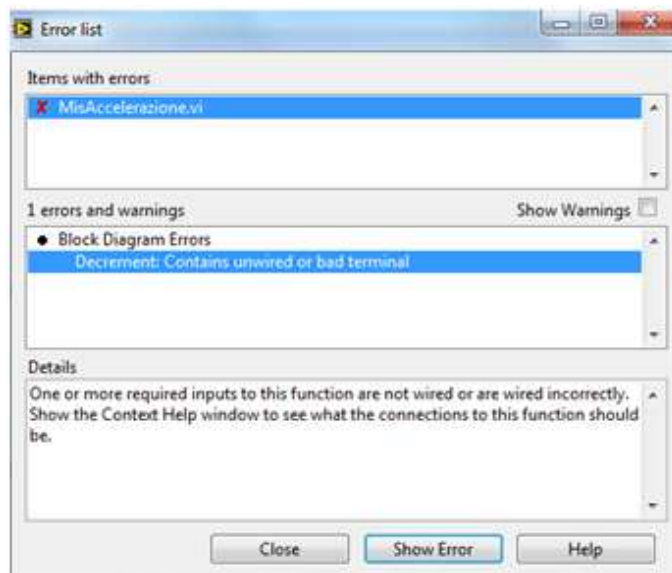 Error list
Items with errors
MisAccelerazione.vi
1 errors and warnings
Show Warnings
Block Diagram Errors
Decrement: Contains unwired or bad terminal
Details
One or more required inputs to this function are not wired or are wired incorrectly.
Show the Context Help window to see what the connections to this function should
be.
Close
Show Error
Help